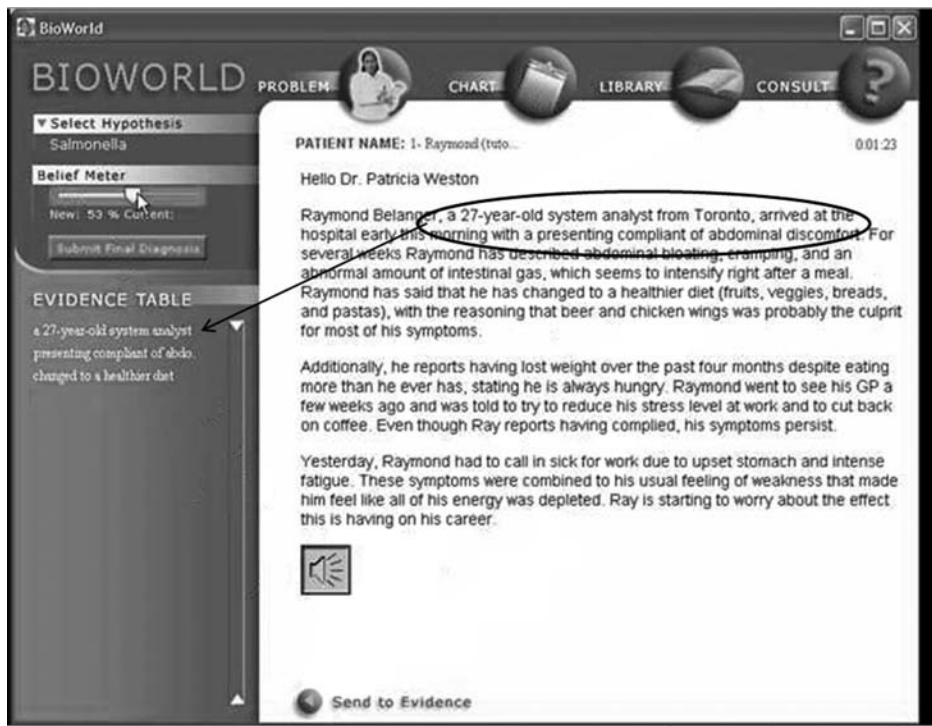 BioWorld
BIOWORLD
PROBLEM
CHART
LIBRARY
CONSULT
Select Hypothesis
Salmonella
Belief Meter
New: 53 % Current:
Submit Final Diagnosis
EVIDENCE TABLE
a 27-year-old system analyst
presenting compliant of abdo.
changed to a healthier diet
PATIENT NAME: 1- Raymond (tuto...
0:01:23
Hello Dr. Patricia Weston
Raymond Belanger, a 27-year-old system analyst from Toronto, arrived at the
hospital early this morning with a presenting compliant of abdominal discomfort. For
several weeks Raymond has described abdominal bloating, cramping, and an
abnormal amount of intestinal gas, which seems to intensify right after a meal.
Raymond has said that he has changed to a healthier diet (fruits, veggies, breads,
and pastas), with the reasoning that beer and chicken wings was probably the culprit
for most of his symptoms.
Additionally, he reports having lost weight over the past four months despite eating
more than he ever has, stating he is always hungry. Raymond went to see his GP a
few weeks ago and was told to try to reduce his stress level at work and to cut back
on coffee. Even though Ray reports having complied, his symptoms persist.
Yesterday, Raymond had to call in sick for work due to upset stomach and intense
fatigue. These symptoms were combined to his usual feeling of weakness that made
him feel like all of his energy was depleted. Ray is starting to worry about the effect
this is having on his career.
Send to Evidence